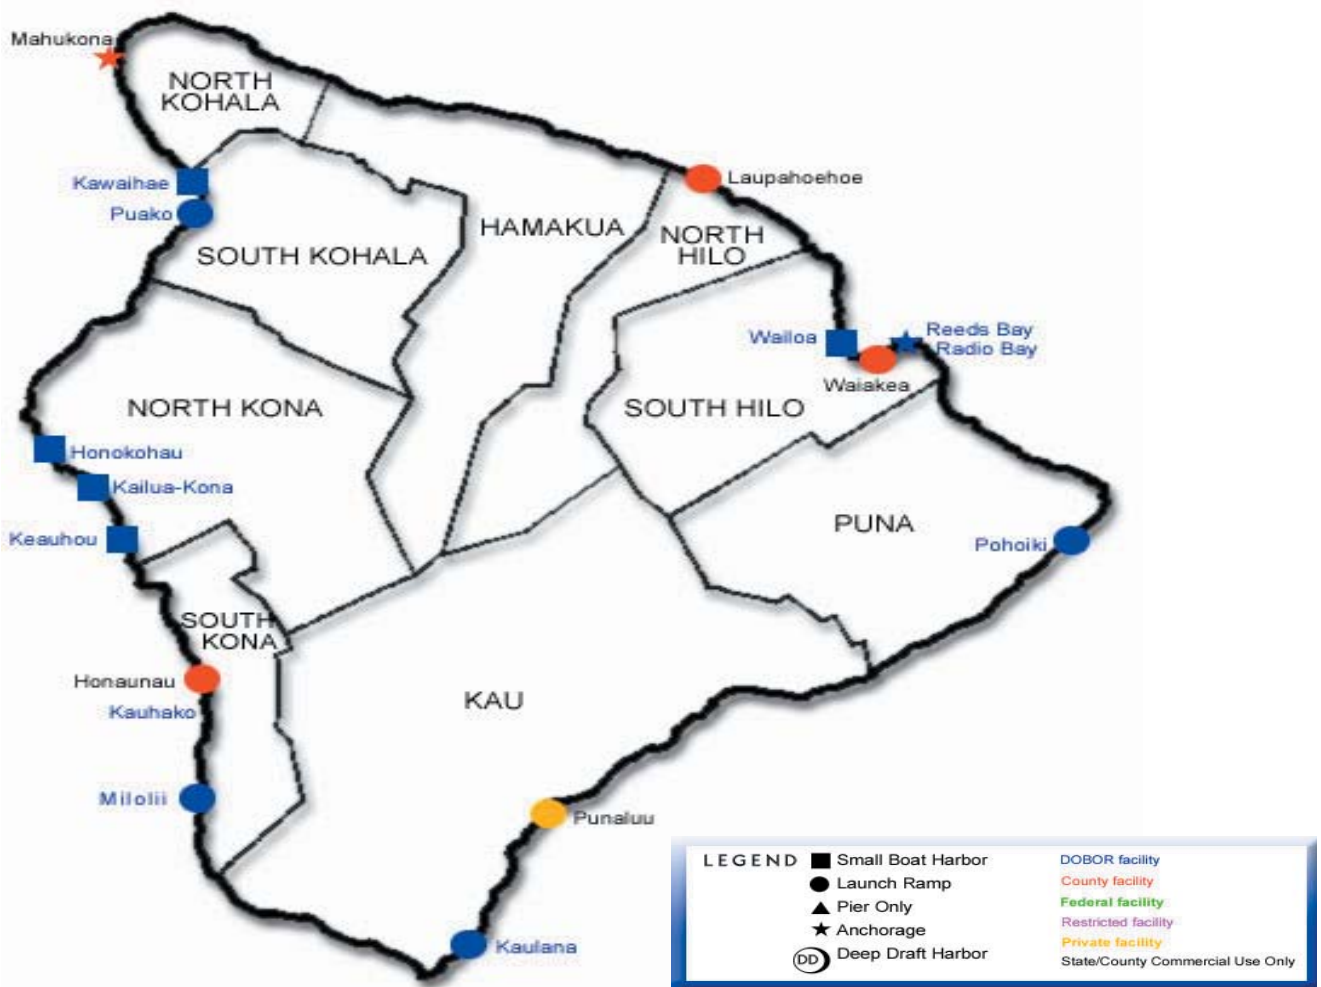 Mahukona
NORTH
KOHALA
Kawaihae
Puako
Laupahoehoe
HAMAKUA
NORTH
HILO
SOUTH KOHALA
Wailoa
Reeds Bay
Radio Bay
Waiakea
NORTH KONA
SOUTH HILO
Honokohau
Kailua-Kona
Keauhou
PUNA
Pohoiki
SOUTH
KONA
Honaunau
Kauhako
KAU
Milolii
Punaluu
Kaulana
LEGEND
Small Boat Harbor
Launch Ramp
Pier Only
Anchorage
DD Deep Draft Harbor
DOBOR facility
County facility
Federal facility
Restricted facility
Private facility
State/County Commercial Use Only